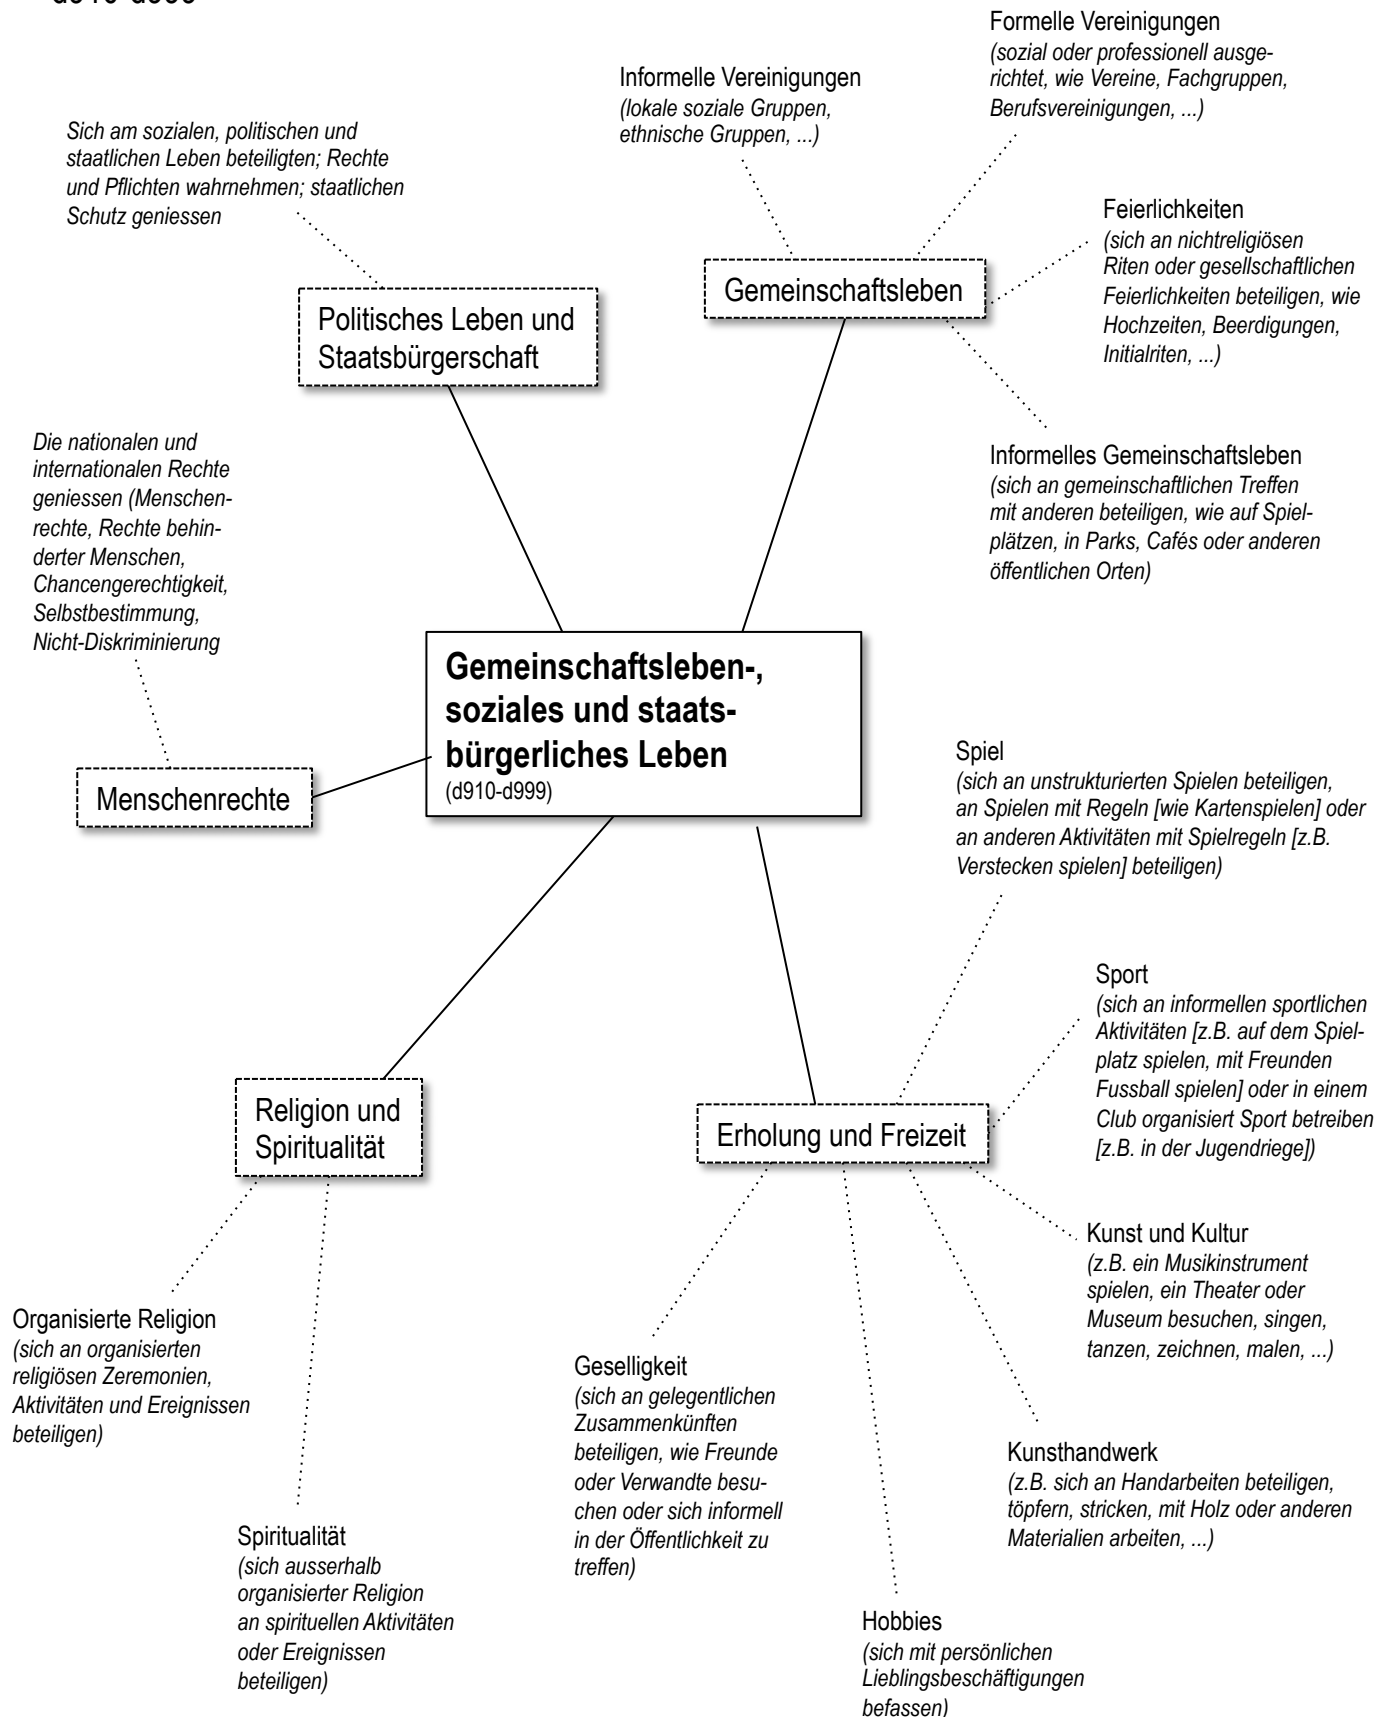 Formelle Vereinigungen
(sozial oder professionell ausge-
richtet, wie Vereine, Fachgruppen,
Berufsvereinigungen, ...)
Informelle Vereinigungen
(lokale soziale Gruppen,
ethnische Gruppen, ...)
Sich am sozialen, politischen und
staatlichen Leben beteiligten; Rechte
und Pflichten wahrnehmen; staatlichen
Schutz geniessen
Feierlichkeiten
(sich an nichtreligiösen
Riten oder gesellschaftlichen
Feierlichkeiten beteiligen, wie
Hochzeiten, Beerdigungen,
Initialriten, ...)
Gemeinschaftsleben
Politisches Leben und
Staatsbürgerschaft
Die nationalen und
internationalen Rechte
geniessen (Menschen-
rechte, Rechte behin-
derter Menschen,
Chancengerechtigkeit,
Selbstbestimmung,
Nicht-Diskriminierung
Informelles Gemeinschaftsleben
(sich an gemeinschaftlichen Treffen
mit anderen beteiligen, wie auf Spiel-
plätzen, in Parks, Cafés oder anderen
öffentlichen Orten)
Gemeinschaftsleben-,
soziales und staats-
bürgerliches Leben
(d910-d999)
Menschenrechte
Spiel
(sich an unstrukturierten Spielen beteiligen,
an Spielen mit Regeln [wie Kartenspielen] oder
an anderen Aktivitäten mit Spielregeln [z.B.
Verstecken spielen] beteiligen)
Sport
(sich an informellen sportlichen
Aktivitäten [z.B. auf dem Spiel-
platz spielen, mit Freunden
Fussball spielen] oder in einem
Club organisiert Sport betreiben
[z.B. in der Jugendriege])
Religion und
Spiritualität
Erholung und Freizeit
Kunst und Kultur
(z.B. ein Musikinstrument
spielen, ein Theater oder
Museum besuchen, singen,
tanzen, zeichnen, malen, ...)
Organisierte Religion
(sich an organisierten
religiösen Zeremonien,
Aktivitäten und Ereignissen
beteiligen)
Geselligkeit
(sich an gelegentlichen
Zusammenkünften
beteiligen, wie Freunde
oder Verwandte besu-
chen oder sich informell
in der Öffentlichkeit zu
treffen)
Kunsthandwerk
(z.B. sich an Handarbeiten beteiligen,
töpfern, stricken, mit Holz oder anderen
Materialien arbeiten, ...)
Spiritualität
(sich ausserhalb
organisierter Religion
an spirituellen Aktivitäten
oder Ereignissen
beteiligen)
Hobbies
(sich mit persönlichen
Lieblingsbeschäftigungen
befassen)